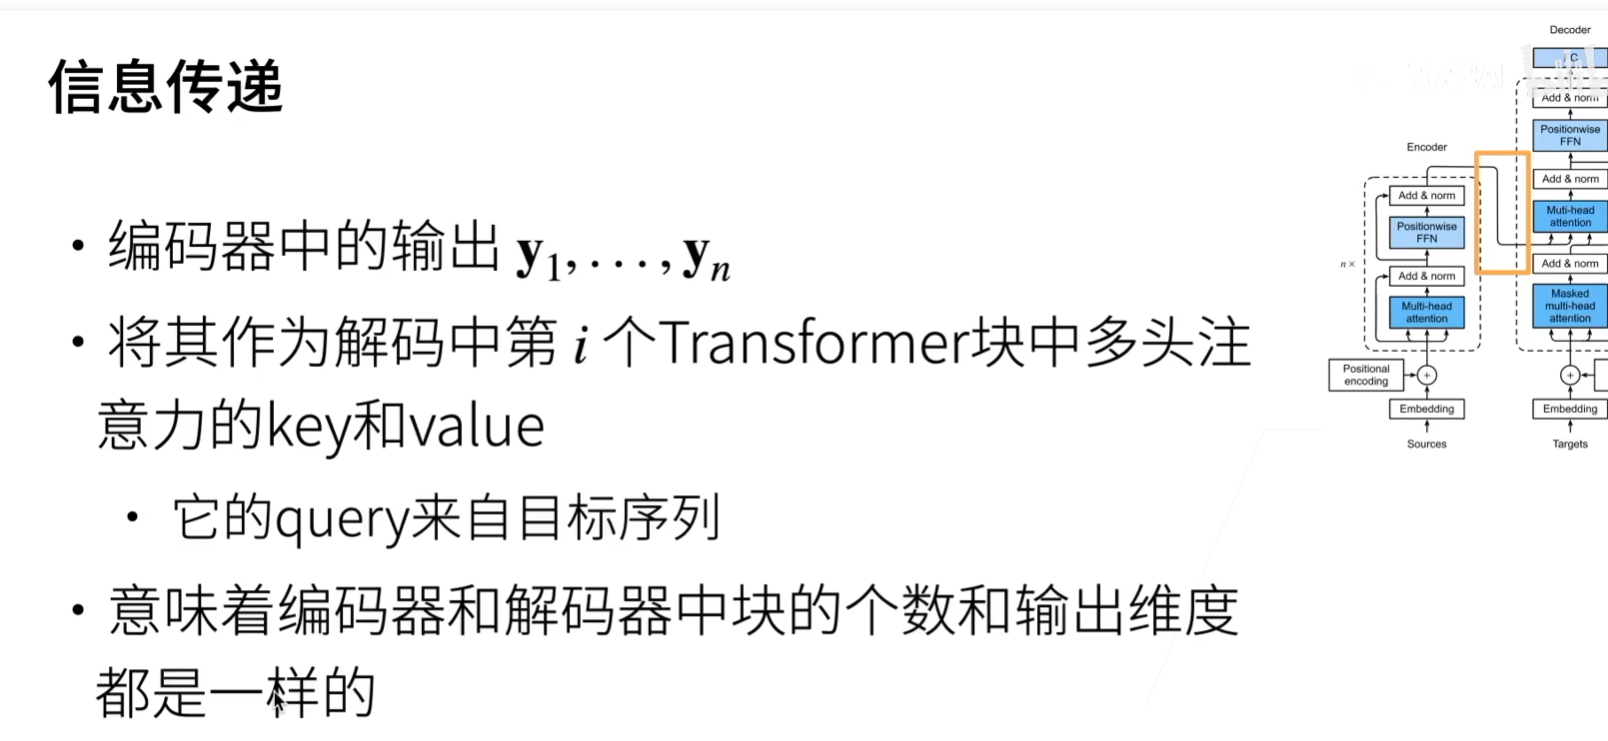 信息传递
• 编码器中的输出 y₁, . . . , yₙ
• 将其作为解码中第 i 个Transformer块中多头注
意力的key和value
• 它的query来自目标序列
• 意味着编码器和解码器中块的个数和输出维度
都是一样的
Encoder
Add & norm
Positionwise
FFN
Add & norm
Multi-head
attention
n ×
Positional
encoding
+
Embedding
Sources
Decoder
FC
Add & norm
Positionwise
FFN
Add & norm
Muti-head
attention
Add & norm
Masked
multi-head
attention
+
Embedding
Targets